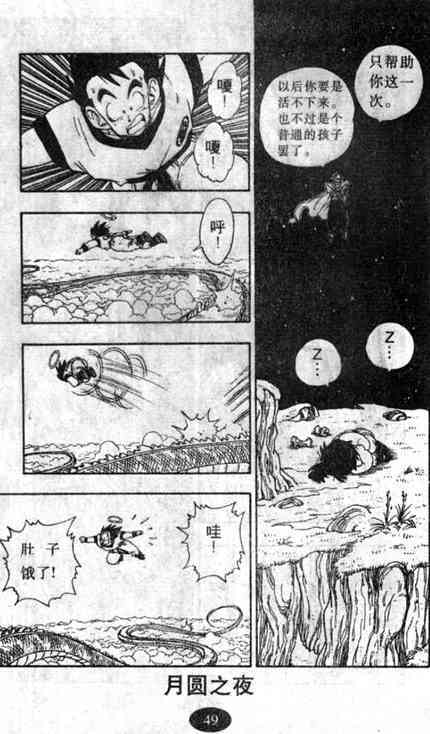 只帮助
你这一
次。
以后你要是
活不下来。
也不过是个
普通的孩子
罢了。
Z…
Z…
嗄!
嗄!
呼!
哇!
肚子
饿了!
月圆之夜
49